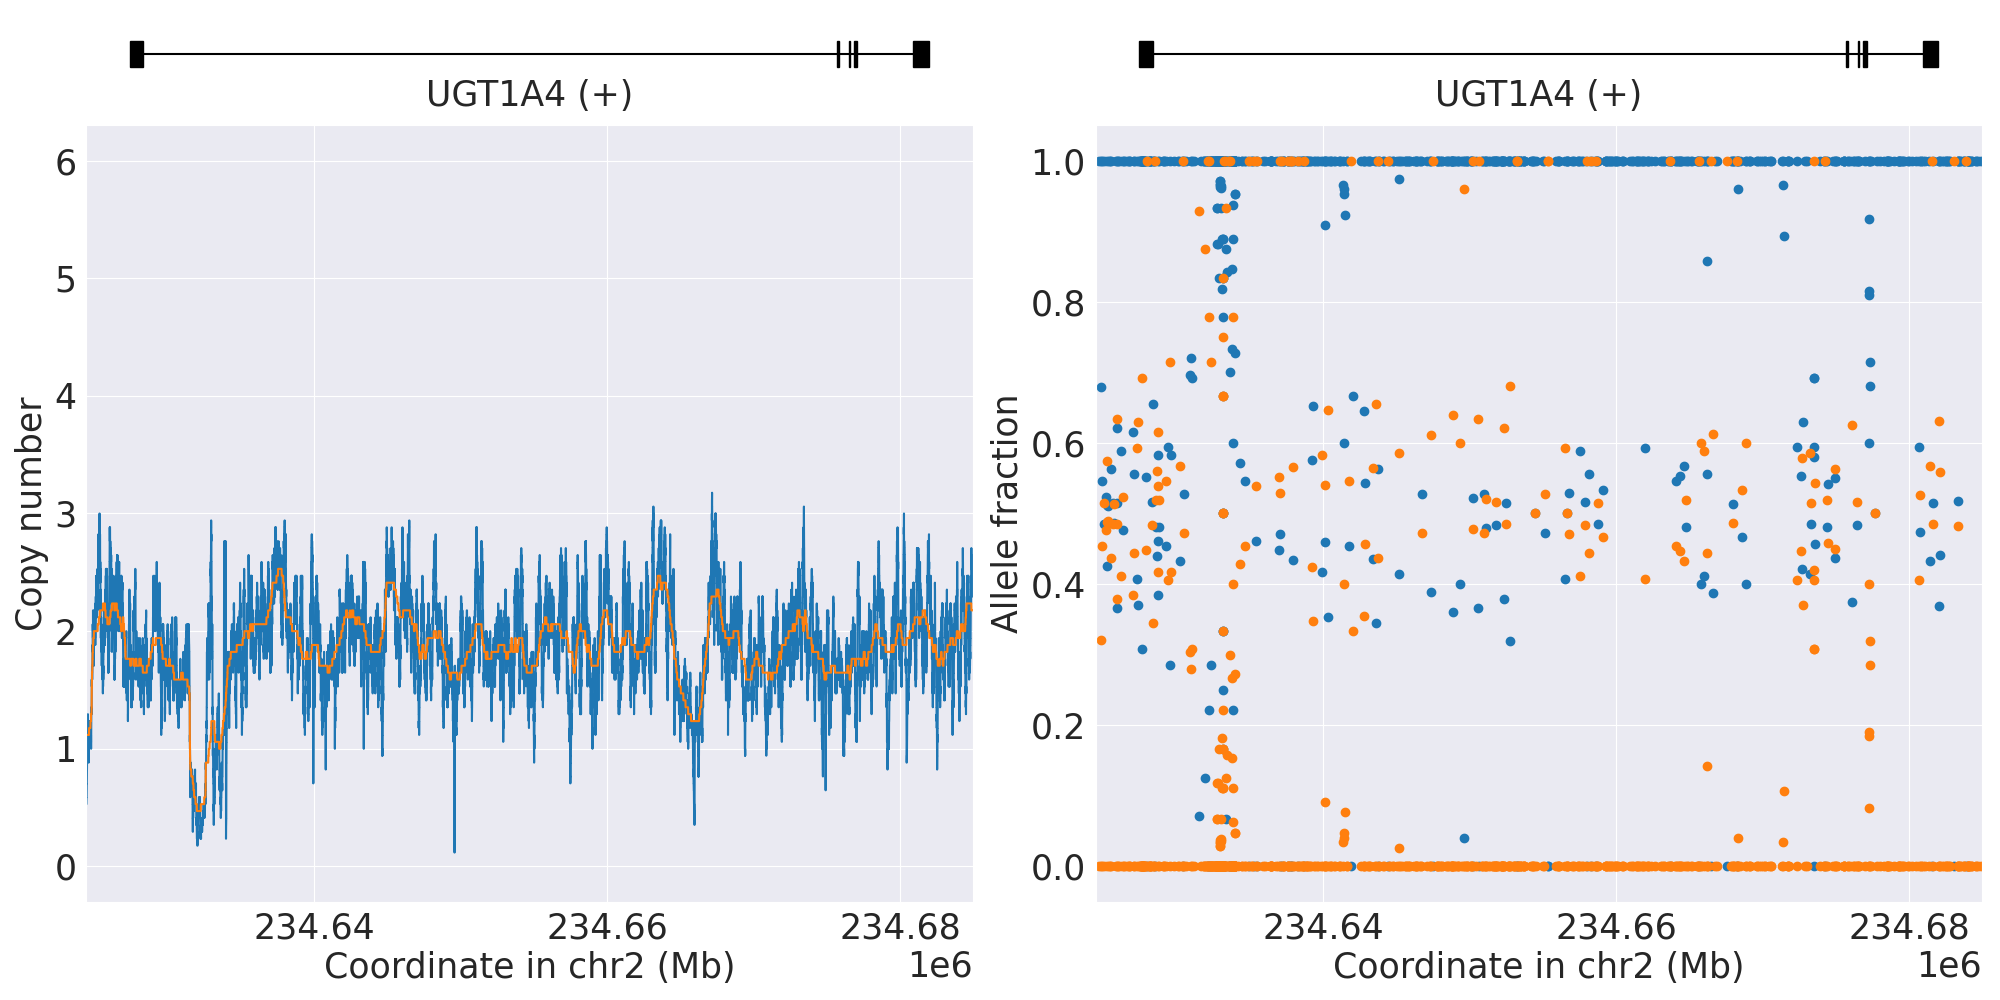 UGT1A4 (+)
6
5
4
3
2
1
0
Copy number
234.64 234.66 234.68
1e6
Coordinate in chr2 (Mb)
UGT1A4 (+)
1.0
0.8
0.6
0.4
0.2
0.0
Allele fraction
234.64 234.66 234.68
1e6
Coordinate in chr2 (Mb)